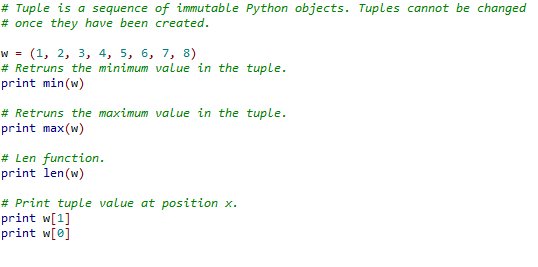 # Tuple is a sequence of immutable Python objects. Tuples cannot be changed
# once they have been created.
w = (1, 2, 3, 4, 5, 6, 7, 8)
# Retruns the minimum value in the tuple.
print min(w)
# Retruns the maximum value in the tuple.
print max(w)
# Len function.
print len(w)
# Print tuple value at position x.
print w[1]
print w[0]